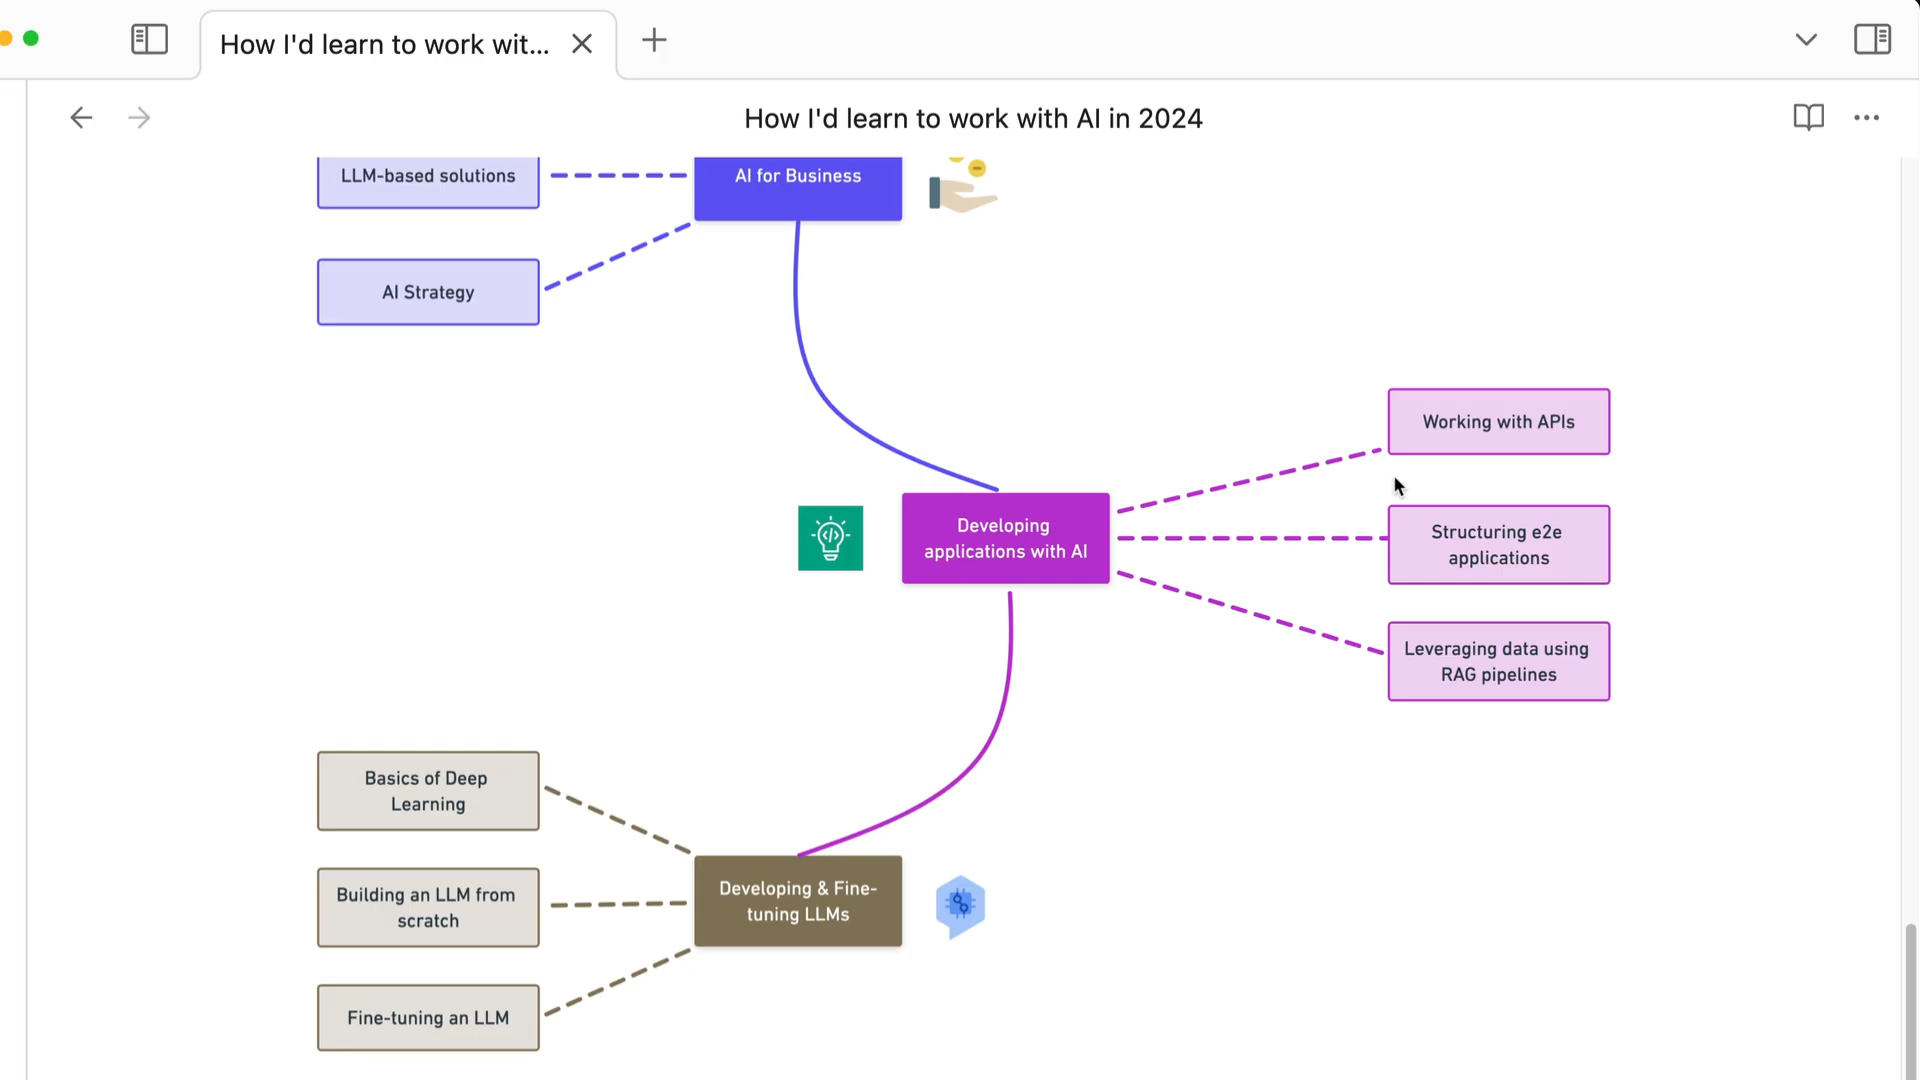 How I'd learn to work wit...
How I'd learn to work with AI in 2024
LLM-based solutions
AI for Business
AI Strategy
Working with APIs
Developing
applications with AI
Structuring e2e
applications
Leveraging data using
RAG pipelines
Basics of Deep
Learning
Building an LLM from
scratch
Developing & Fine-
tuning LLMs
Fine-tuning an LLM